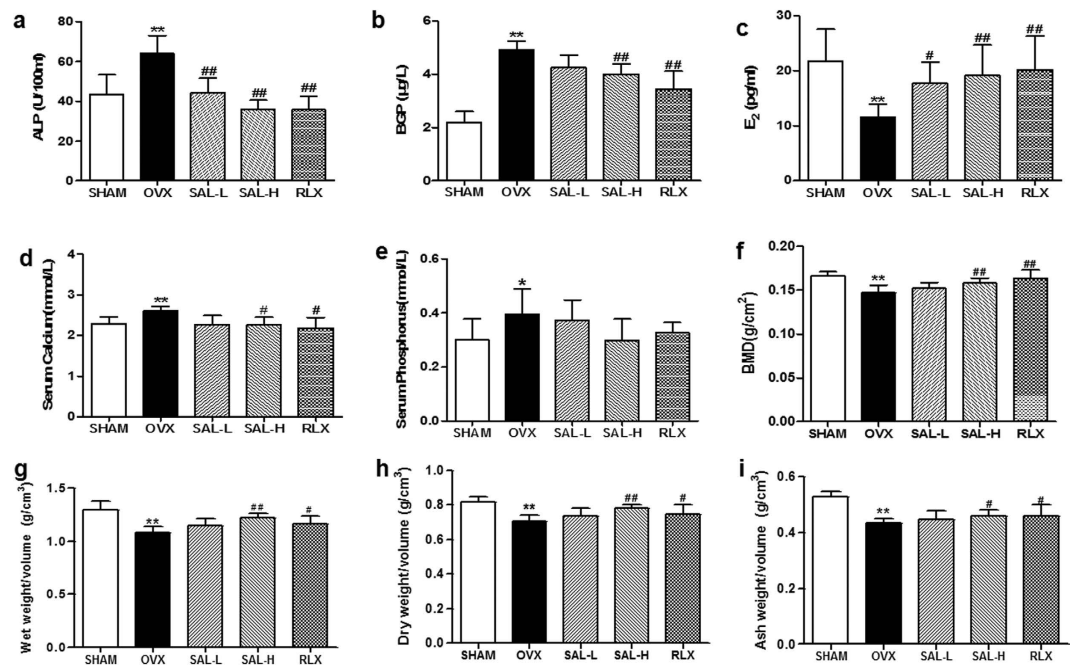 a
ALP (U/100ml)
80
60
40
20
0
**
##
##
##
SHAM OVX SAL-L SAL-H RLX
b
BGP (µg/L)
6
4
2
0
**
##
##
SHAM OVX SAL-L SAL-H RLX
c
E2 (pg/ml)
30
20
10
0
**
#
##
##
SHAM OVX SAL-L SAL-H RLX
d
Serum Calcium(mmol/L)
4
3
2
1
0
**
#
#
SHAM OVX SAL-L SAL-H RLX
e
Serum Phosphorus(mmol/L)
0.6
0.4
0.2
0.0
*
SHAM OVX SAL-L SAL-H RLX
f
BMD(g/cm2)
0.20
0.15
0.10
0.05
0.00
**
##
##
SHAM OVX SAL-L SAL-H RLX
g
Wet weight/volume (g/cm3)
1.5
1.0
0.5
0.0
**
##
#
SHAM OVX SAL-L SAL-H RLX
h
Dry weight/volume (g/cm3)
1.0
0.8
0.6
0.4
0.2
0.0
**
##
#
SHAM OVX SAL-L SAL-H RLX
i
Ash weight/volume (g/cm3)
0.6
0.4
0.2
0.0
**
#
#
SHAM OVX SAL-L SAL-H RLX